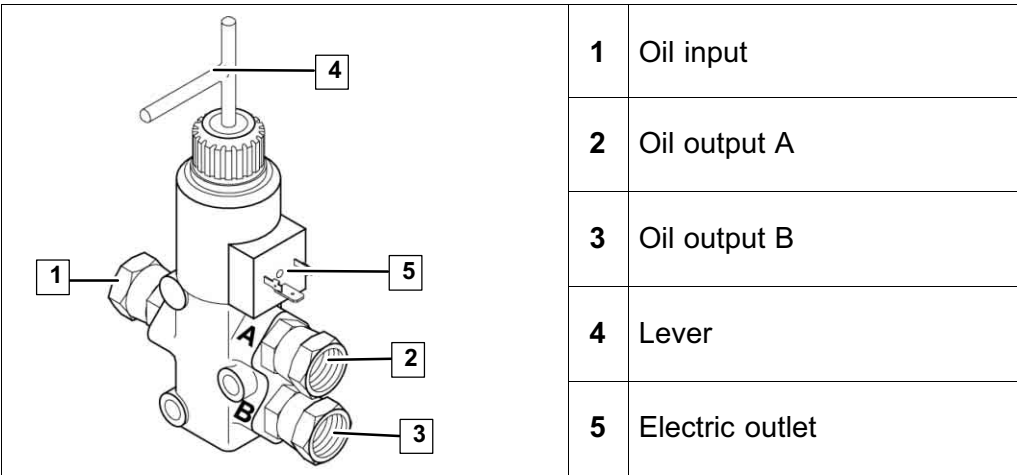 4
1
5
A
2
B
3
1 Oil input
2 Oil output A
3 Oil output B
4 Lever
5 Electric outlet